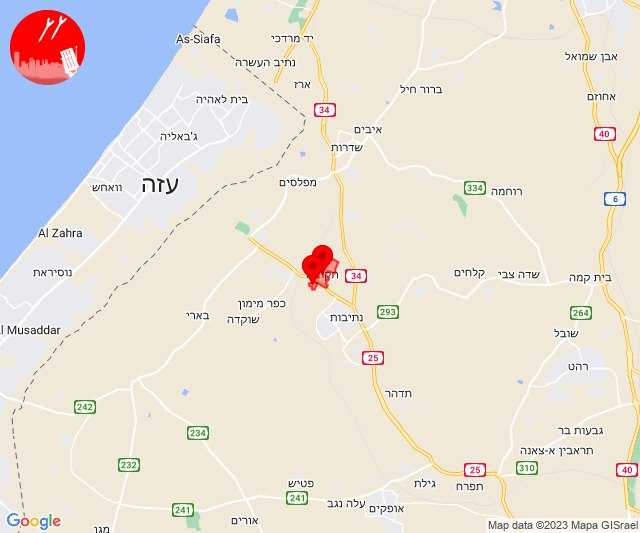 As-Siafa
יד מרדכי
נתיב העשרה
ארז
אבן שמואל
בית לאהיה
ברור חיל
אחוזם
34
40
ג'באליה
איבים
שדרות
וואחש
עזה
מפלסים
334
רוחמה
6
Al Zahra
נוסיראת
34
קלחים
שדה צבי
בית קמה
Al Musaddar
בארי
כפר מימון
שוקדה
נתיבות
293
264
שובל
25
רהט
242
תדהר
234
גבעות בר
תראבין א-צאנה
232
25
310
40
241
פטיש
241
עלה נגב
גילת
תפרח
אופקים
אורים
מגן
Google
Map data ©2023 Mapa GISrael